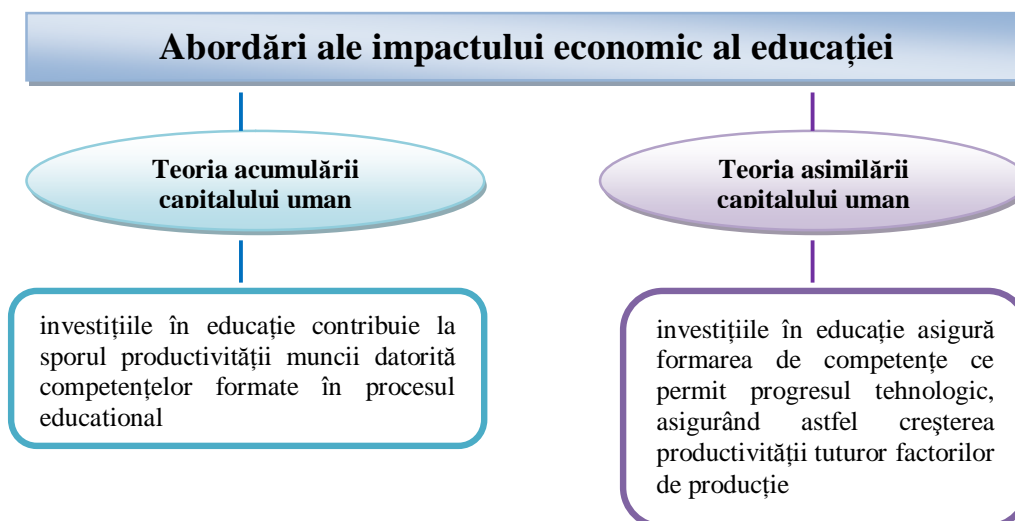 Abordări ale impactului economic al educației
Teoria acumulării
capitalului uman
Teoria asimilării
capitalului uman
investițiile în educație contribuie la
sporul productivității muncii datorită
competențelor formate în procesul
educational
investițiile în educație asigură
formarea de competențe ce
permit progresul tehnologic,
asigurând astfel creşterea
productivității tuturor factorilor
de producție